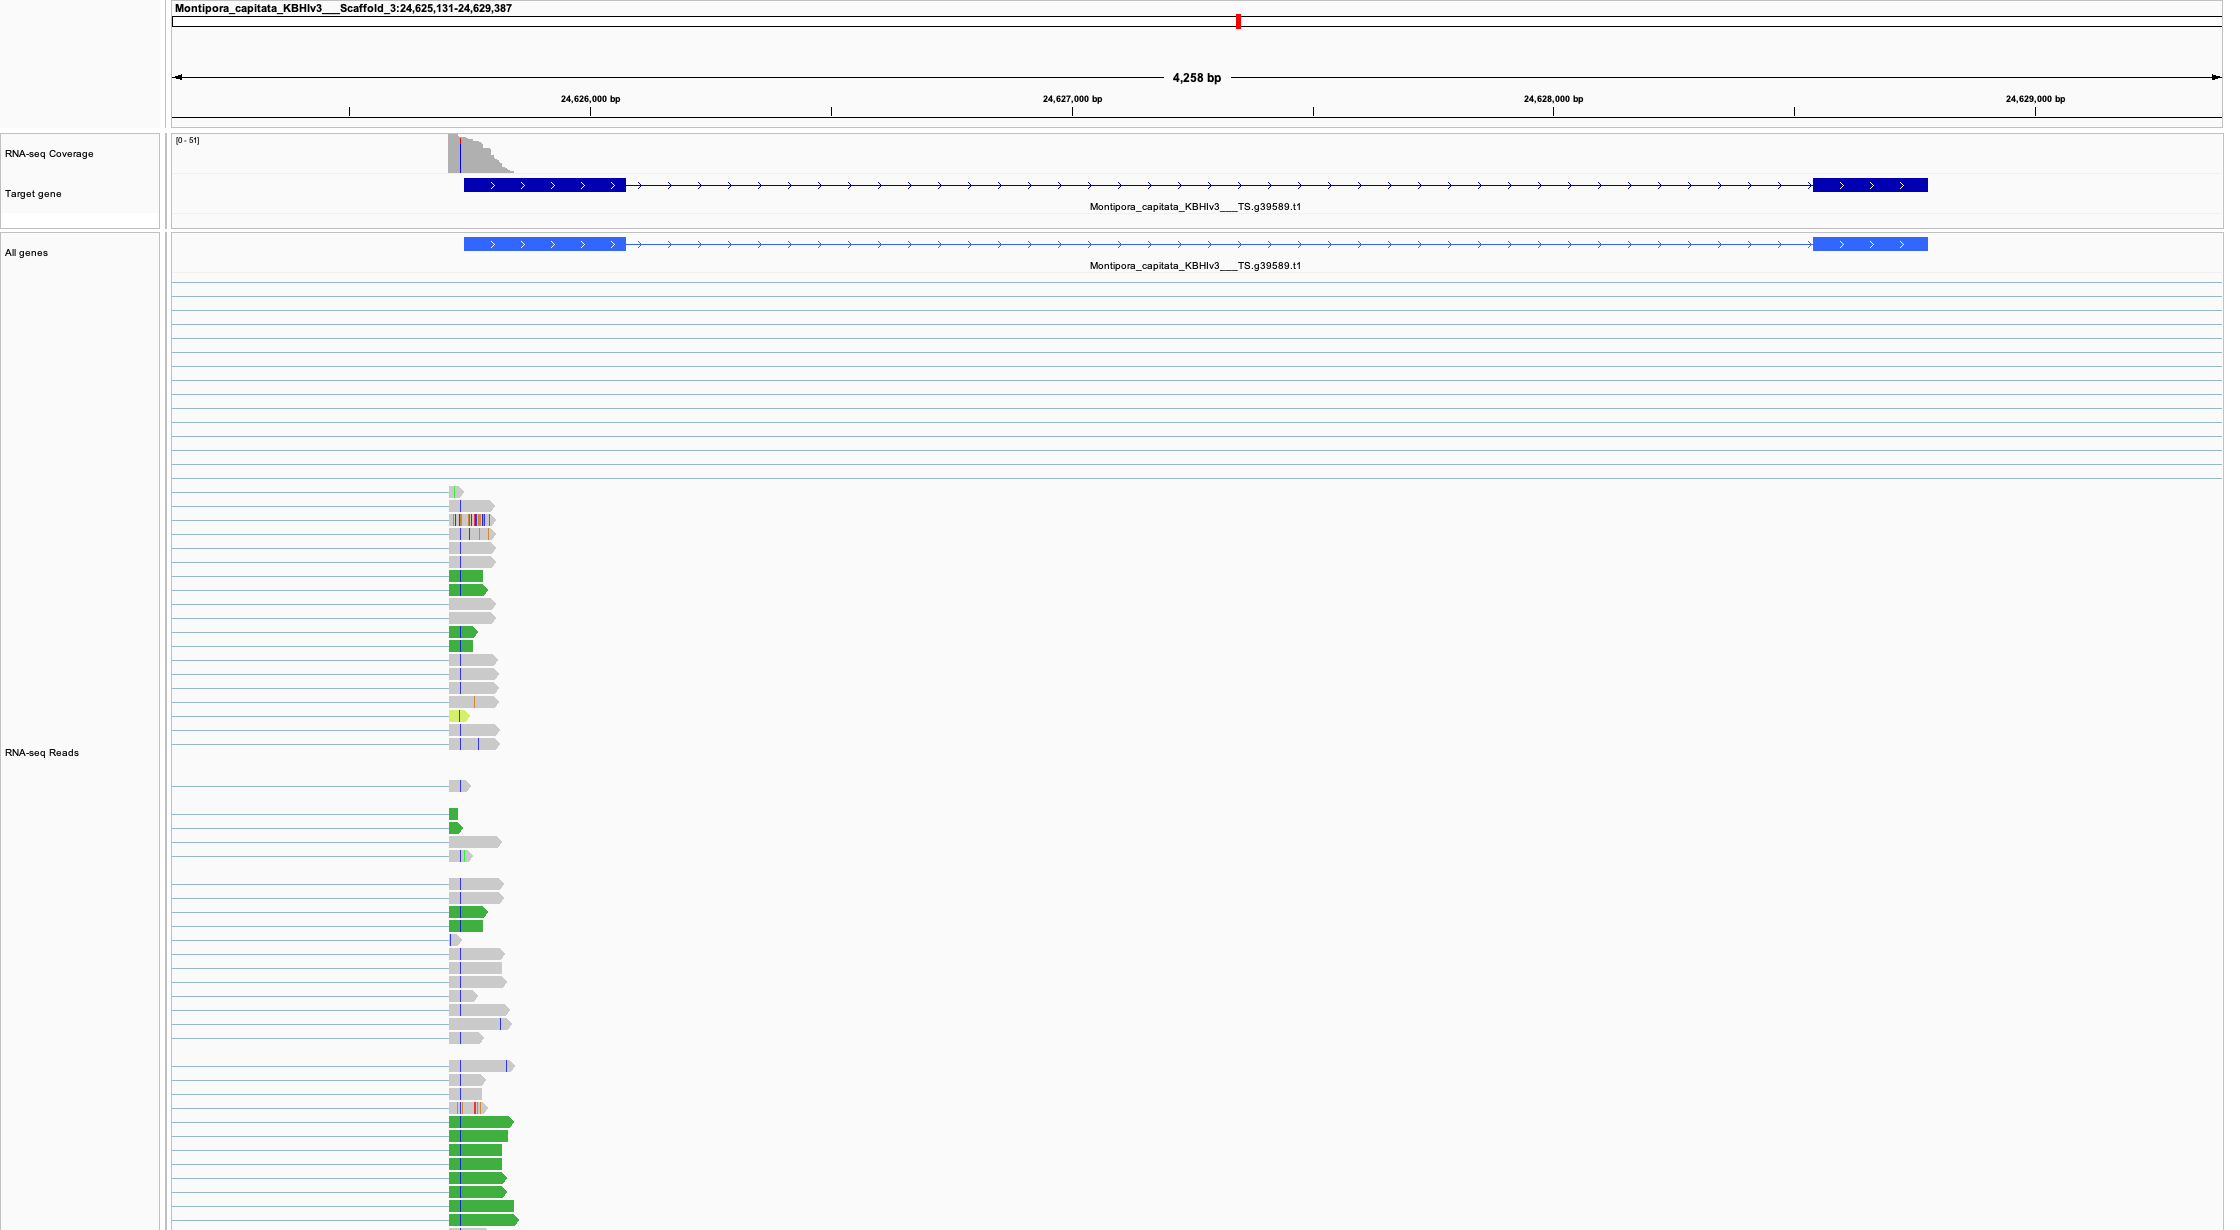 Montipora_capitata_KBHIv3___Scaffold_3:24,625,131-24,629,387
4,258 bp
24,626,000 bp 24,627,000 bp 24,628,000 bp 24,629,000 bp
RNA-seq Coverage
[0 - 51]
Target gene
Montipora_capitata_KBHIv3___TS.g39589.t1
All genes
Montipora_capitata_KBHIv3___TS.g39589.t1
RNA-seq Reads